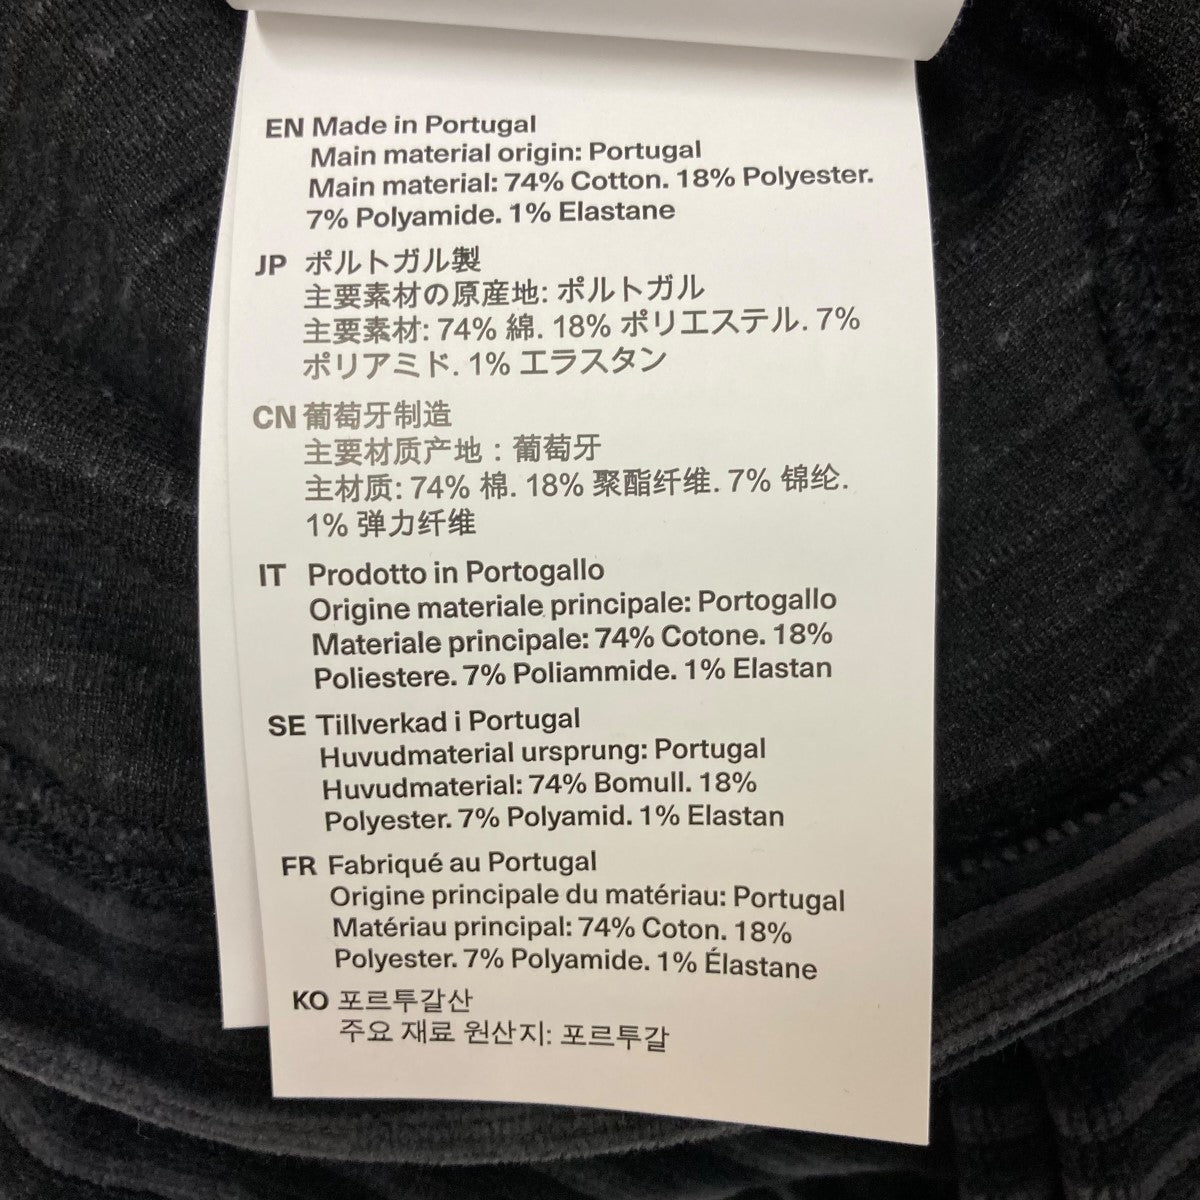 EN Made in Portugal
Main material origin: Portugal
Main material: 74% Cotton. 18% Polyester.
7% Polyamide. 1% Elastane
JP ポルトガル製
主要素材の原産地: ポルトガル
主要素材: 74% 綿. 18% ポリエステル. 7%
ポリアミド. 1% エラスタン
CN 葡萄牙制造
主要材质产地：葡萄牙
主材质: 74% 棉. 18% 聚酯纤维. 7% 锦纶.
1% 弹力纤维
IT Prodotto in Portogallo
Origine materiale principale: Portogallo
Materiale principale: 74% Cotone. 18%
Poliestere. 7% Poliammide. 1% Elastan
SE Tillverkad i Portugal
Huvudmaterial ursprung: Portugal
Huvudmaterial: 74% Bomull. 18%
Polyester. 7% Polyamid. 1% Elastan
FR Fabriqué au Portugal
Origine principale du matériau: Portugal
Matériau principal: 74% Coton. 18%
Polyester. 7% Polyamide. 1% Élastane
KO 포르투갈산
주요 재료 원산지: 포르투갈